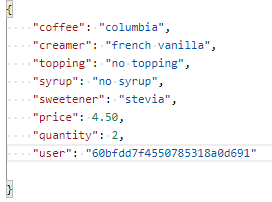 {
"coffee": "columbia",
"creamer": "french vanilla",
"topping": "no topping",
"syrup": "no syrup",
"sweetener": "stevia",
"price": 4.50,
"quantity": 2,
"user": "60bfdd7f4550785318a0d691"
}